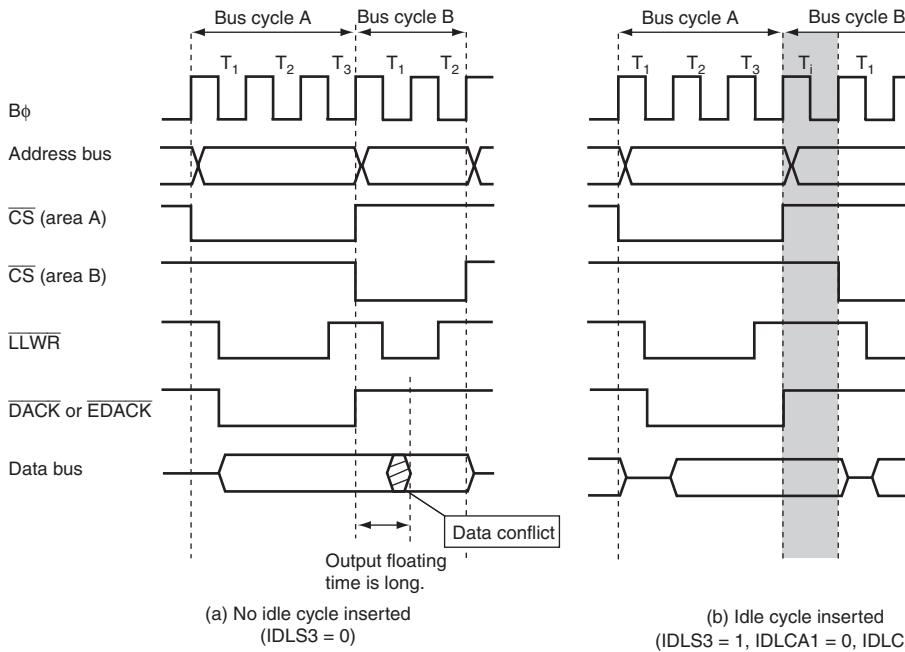 Bus cycle A Bus cycle B
T1 T2 T3 T1 T2
Bϕ
Address bus
CS (area A)
CS (area B)
LLWR
DACK or EDACK
Data bus
Data conflict
Output floating
time is long.
(a) No idle cycle inserted
(IDLS3 = 0)
Bus cycle A Bus cycle B
T1 T2 T3 Ti T1
(b) Idle cycle inserted
(IDLS3 = 1, IDLCA1 = 0, IDLC